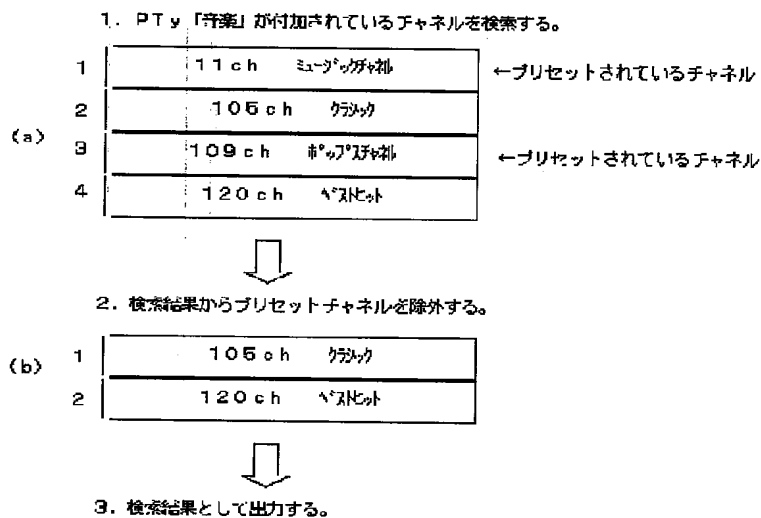 1. PTy「音楽」が付加されているチャネルを検索する。
1 11ch ミュージックチャネル ←プリセットされているチャネル
2 105ch クラシック
(a)
3 109ch ポップスチャネル ←プリセットされているチャネル
4 120ch ベストヒット
2. 検索結果からプリセットチャネルを除外する。
(b) 1 105ch クラシック
2 120ch ベストヒット
3. 検索結果として出力する。